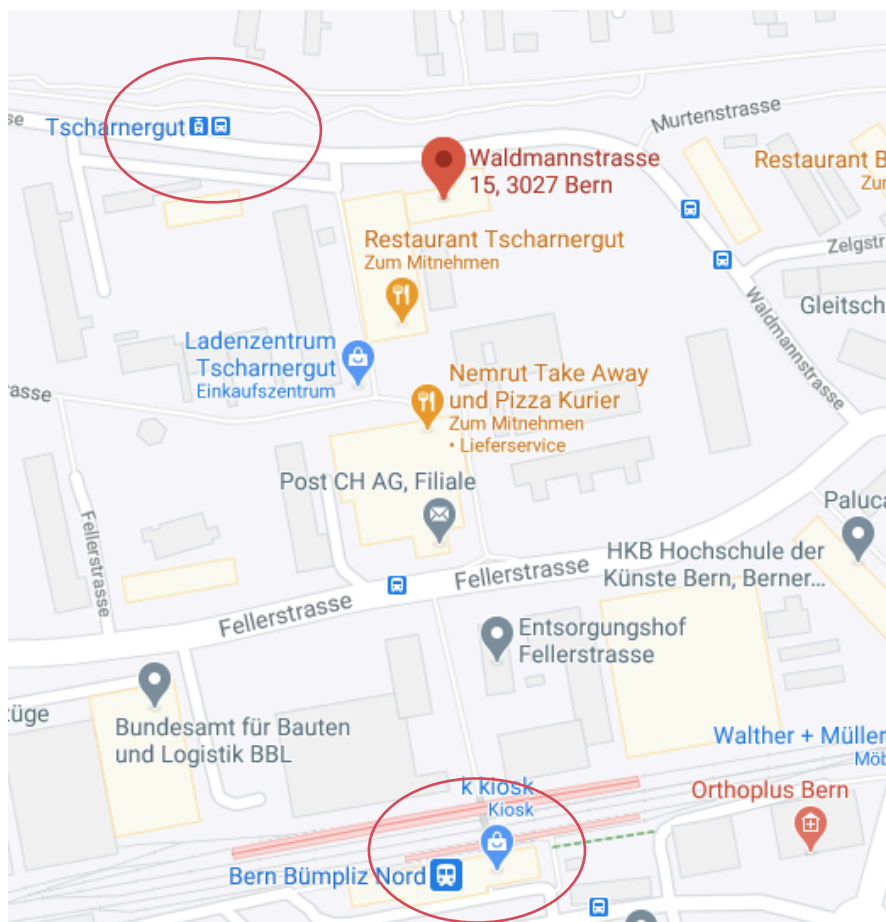 Murtenstrasse
se
Tscharnergut
Waldmannstrasse
15, 3027 Bern
Restaurant B
Zur
Restaurant Tscharnergut
Zum Mitnehmen
Zelgstr
Gleitsch
Waldmannstrasse
Ladenzentrum
Tscharnergut
Einkaufszentrum
Nemrut Take Away
und Pizza Kurier
Zum Mitnehmen
• Lieferservice
asse
Post CH AG, Filiale
Paluca
Fellerstrasse
HKB Hochschule der
Künste Bern, Berner...
Fellerstrasse
Fellerstrasse
Entsorgungshof
Fellerstrasse
züge
Bundesamt für Bauten
und Logistik BBL
Walther + Müller
Möb
k kiosk
Kiosk
Orthoplus Bern
Bern Bümpliz Nord